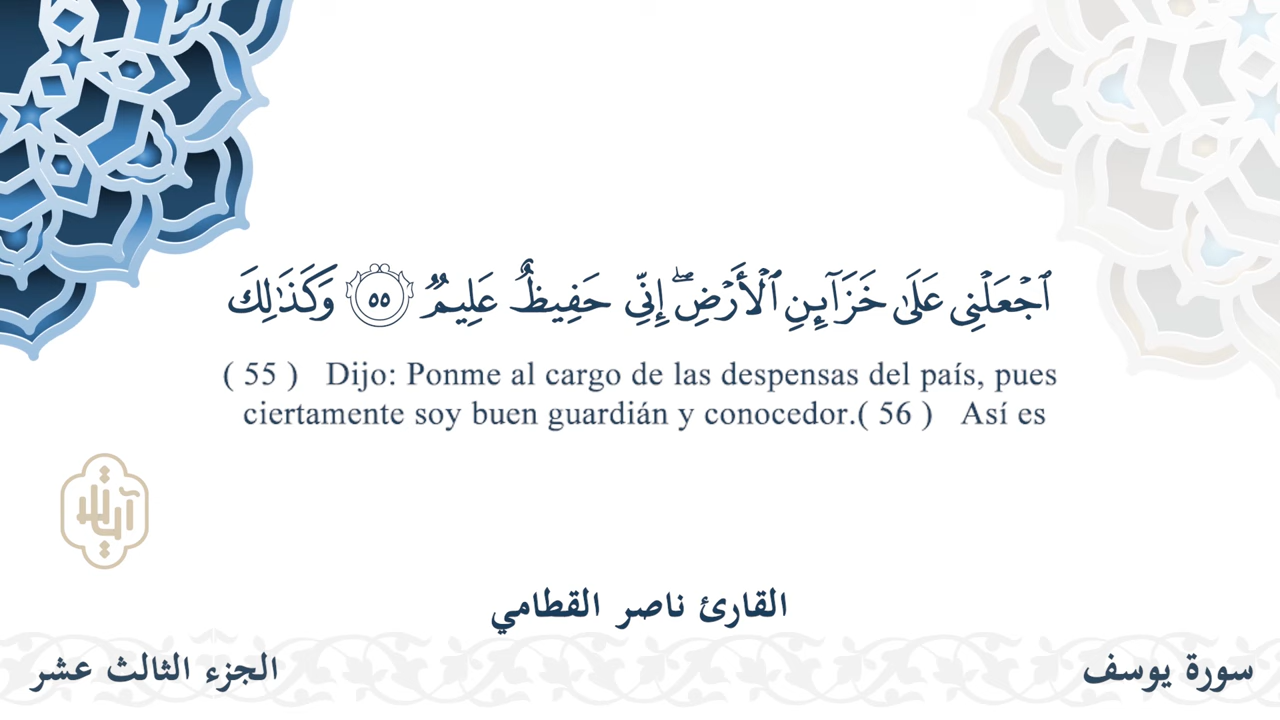 ٱجۡعَلۡنِي عَلَىٰ خَزَآئِنِ ٱلۡأَرۡضِۖ إِنِّي حَفِيظٌ عَلِيمٞ ٥٥ وَكَذَٰلِكَ
( 55 ) Dijo: Ponme al cargo de las despensas del país, pues
ciertamente soy buen guardián y conocedor.( 56 ) Así es
القارئ ناصر القطامي
سورة يوسف
الجزء الثالث عشر